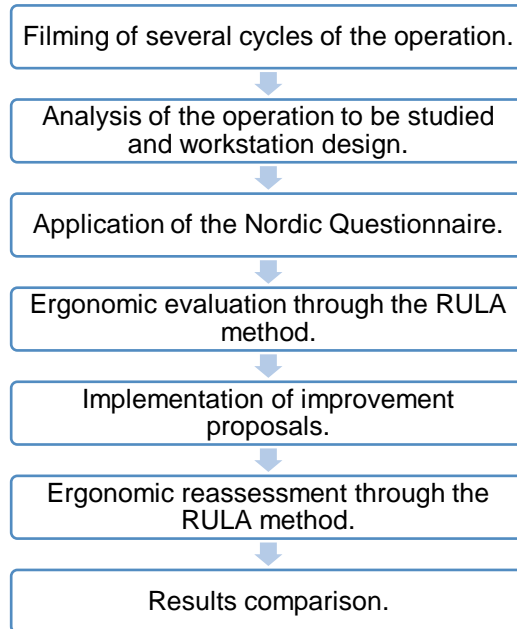 Filming of several cycles of the operation.
Analysis of the operation to be studied
and workstation design.
Application of the Nordic Questionnaire.
Ergonomic evaluation through the RULA
method.
Implementation of improvement
proposals.
Ergonomic reassessment through the
RULA method.
Results comparison.